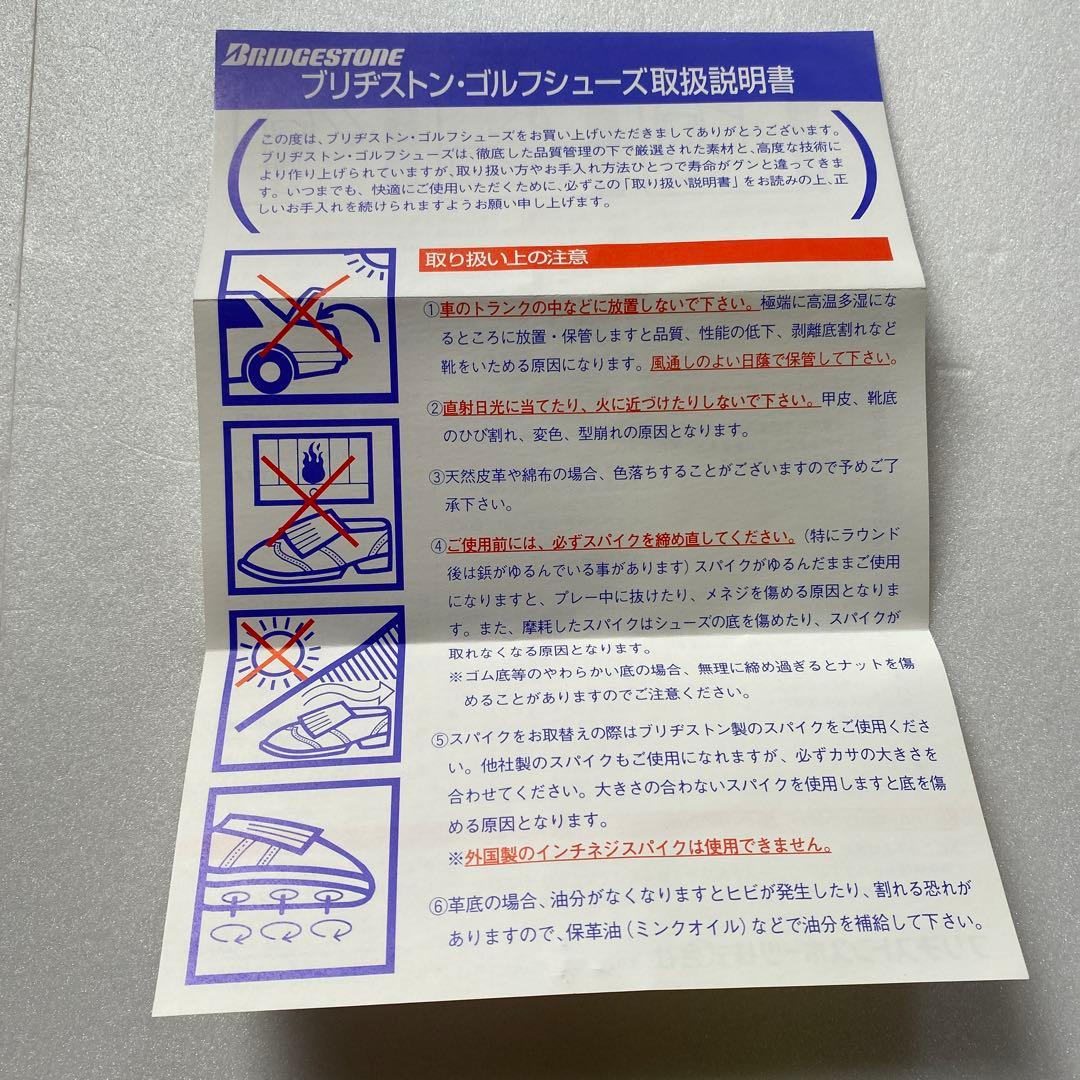 BRIDGESTONE
ブリヂストン・ゴルフシューズ取扱説明書
この度は、ブリヂストン・ゴルフシューズをお買い上げいただきましてありがとうございます。
ブリヂストン・ゴルフシューズは、徹底した品質管理の下で厳選された素材と、高度な技術に
より作り上げられていますが、取り扱い方やお手入れ方法ひとつで寿命がグンと違ってきま
す。いつまでも、快適にご使用いただくために、必ずこの「取り扱い説明書」をお読みの上、正
しいお手入れを続けられますようお願い申し上げます。
取り扱い上の注意
①車のトランクの中などに放置しないで下さい。極端に高温多湿にな
るところに放置・保管しますと品質、性能の低下、剥離底割れなど
靴をいためる原因になります。風通しのよい日蔭で保管して下さい。
②直射日光に当てたり、火に近づけたりしないで下さい。甲皮、靴底
のひび割れ、変色、型崩れの原因となります。
③天然皮革や綿布の場合、色落ちすることがございますので予めご了
承下さい。
④ご使用前には、必ずスパイクを締め直してください。(特にラウンド
後は鋲がゆるんでいる事があります)スパイクがゆるんだままご使用
になりますと、プレー中に抜けたり、メネジを傷める原因となりま
す。また、摩耗したスパイクはシューズの底を傷めたり、スパイクが
取れなくなる原因となります。
※ゴム底等のやわらかい底の場合、無理に締め過ぎるとナットを傷
めることがありますのでご注意ください。
⑤スパイクをお取替えの際はブリヂストン製のスパイクをご使用くださ
い。他社製のスパイクもご使用になれますが、必ずカサの大きさを
合わせてください。大きさの合わないスパイクを使用しますと底を傷
める原因となります。
※外国製のインチネジスパイクは使用できません。
⑥革底の場合、油分がなくなりますとヒビが発生したり、割れる恐れが
ありますので、保革油(ミンクオイル)などで油分を補給して下さい。